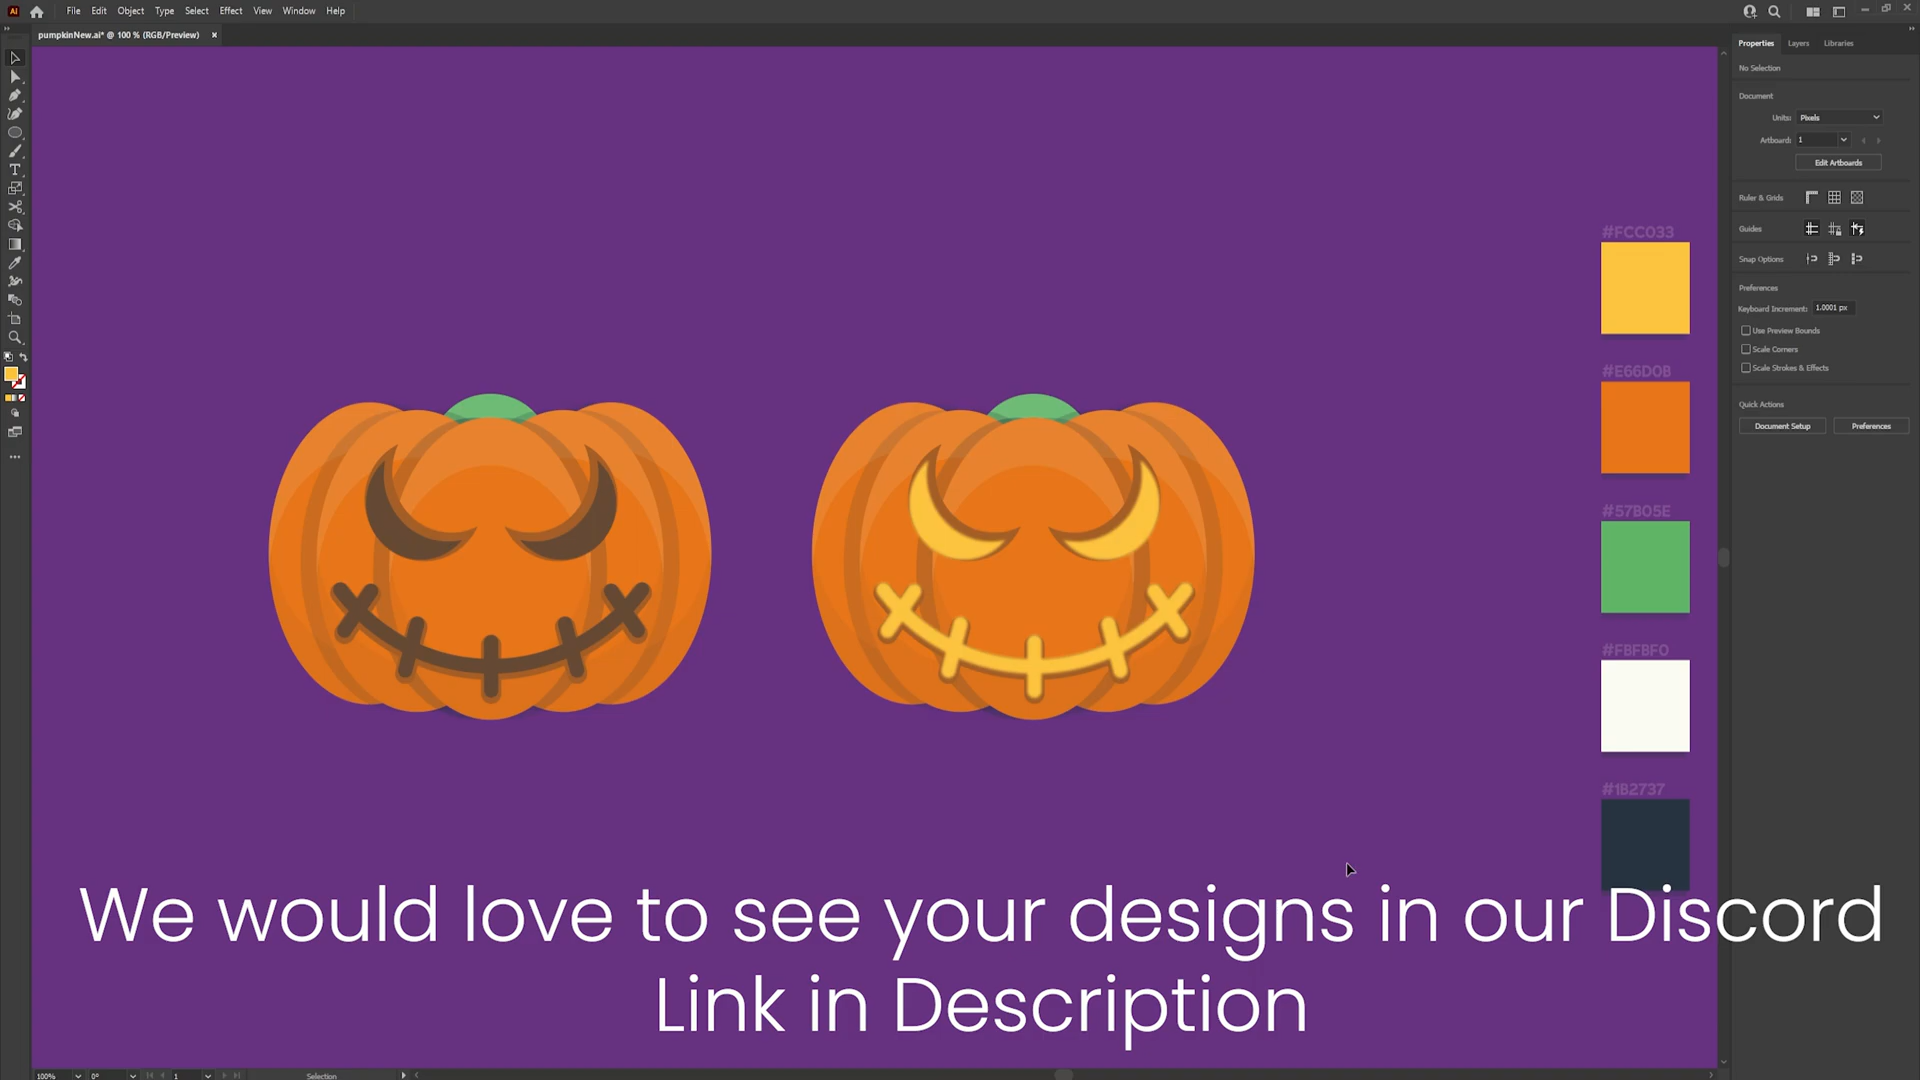 Ai File Edit Object Type Select Effect View Window Help
pumpkinNew.ai* @ 100 % (RGB/Preview) ×
Properties Layers Libraries
No Selection
Document
Units: Pixels
Artboard: 1
Edit Artboards
Ruler & Grids
Guides
Snap Options
Preferences
Keyboard Increment: 1.0001 px
Use Preview Bounds
Scale Corners
Scale Strokes & Effects
Quick Actions
Document Setup Preferences
#FCC033
#E66D0B
#57B05E
#FBFBF0
#1B2737
We would love to see your designs in our Discord
Link in Description
100% 0° 1 Selection